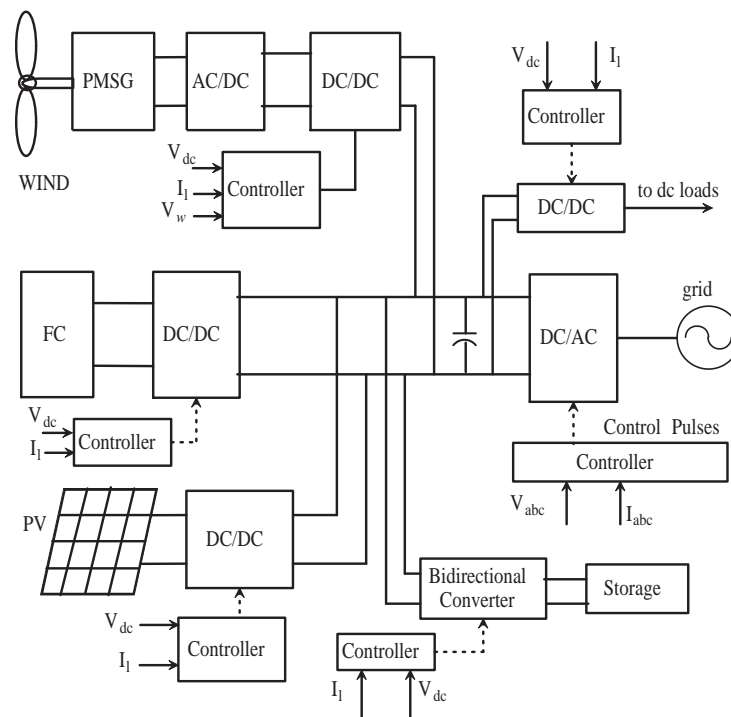 PMSG
AC/DC
DC/DC
WIND
V_dc
I_l
V_w
Controller
V_dc
I_l
Controller
DC/DC
to dc loads
FC
DC/DC
V_dc
I_l
Controller
DC/AC
grid
Control Pulses
Controller
V_abc
I_abc
PV
DC/DC
V_dc
I_l
Controller
Bidirectional
Converter
Storage
Controller
I_l
V_dc